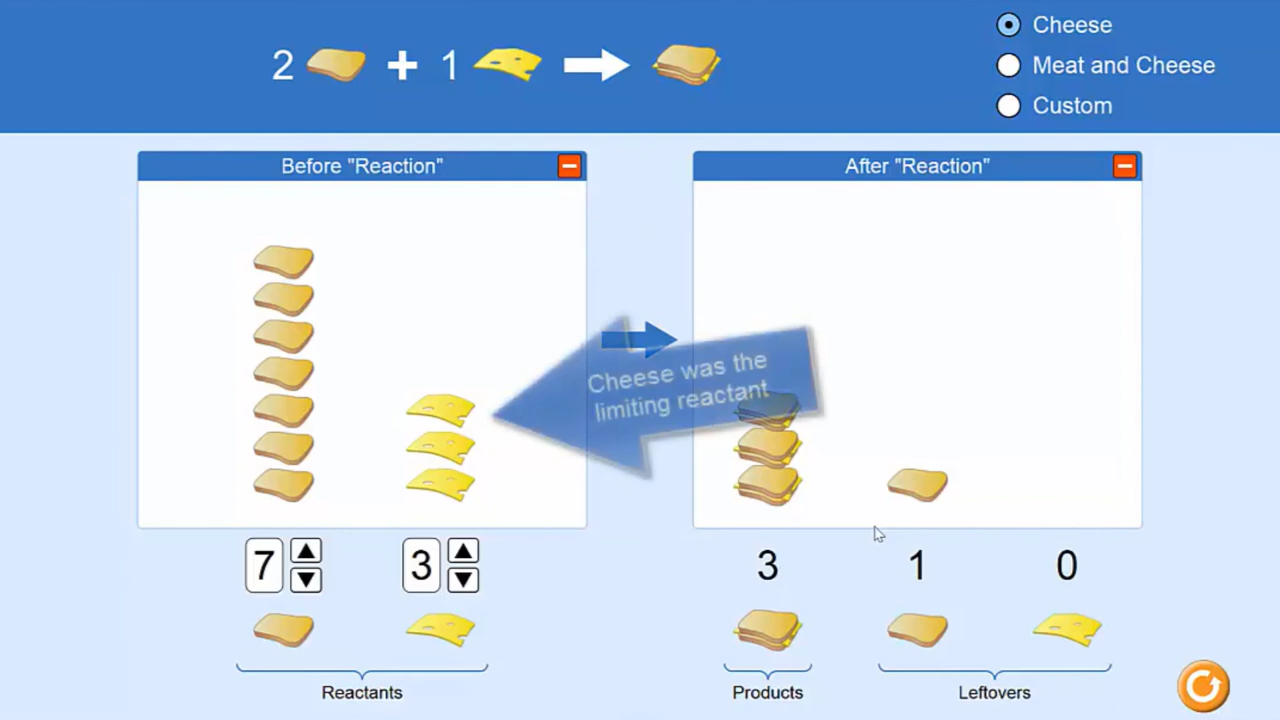 2 + 1
Cheese
Meat and Cheese
Custom
Before "Reaction"
After "Reaction"
Cheese was the
limiting reactant
7 3
3 1 0
Reactants
Products
Leftovers